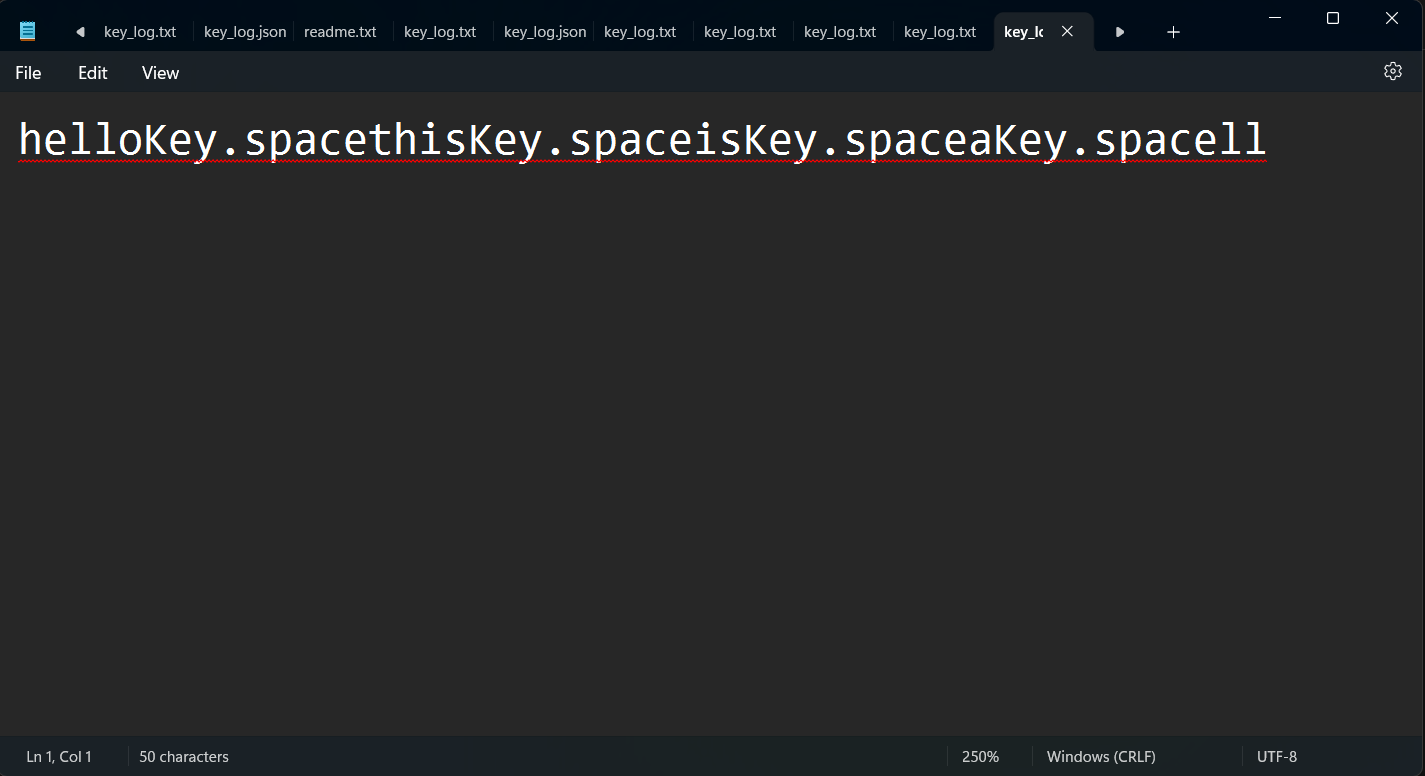 key_log.txt key_log.json readme.txt key_log.txt key_log.json key_log.txt key_log.txt key_log.txt key_log.txt key_lo
File Edit View
helloKey.spacethisKey.spaceisKey.spaceaKey.spacell
Ln 1, Col 1 50 characters 250% Windows (CRLF) UTF-8